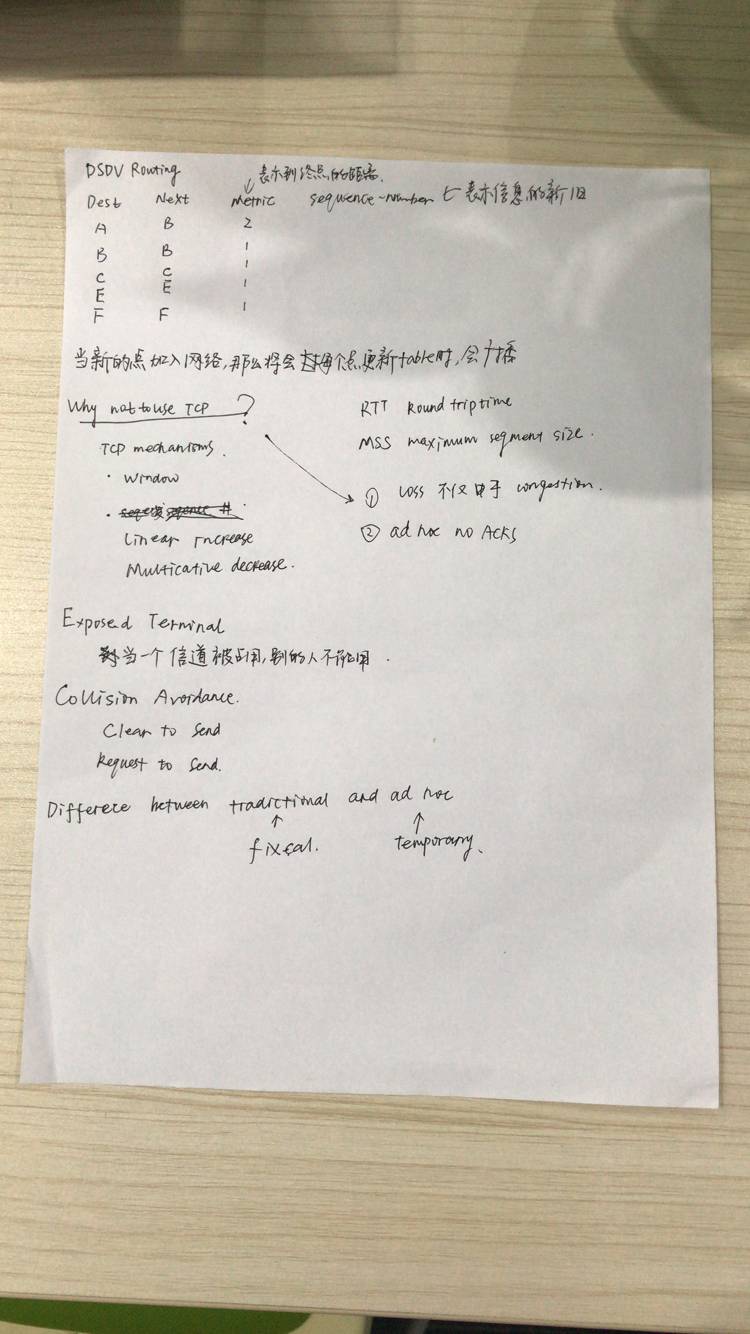 DSDV Routing
表示到终点的距离.
Dest Next Metric sequence-number 表示信息的新旧
A B 2
B B 1
C C 1
E E 1
F F 1
当新的点加入网络,那么将会 每个点更新table时,会广播
Why not to use TCP ?
RTT Round trip time
TCP mechanisms.
MSS maximum segment size.
· Window
① Loss 不仅由于 congestion.
Linear Increase
② ad hoc no ACKs
Multicative decrease.
Exposed Terminal
当一个信道被占用,别的人不能用.
Collision Avoidance.
Clear to Send
Request to Send.
Differece between tradictional and ad hoc
temporary.